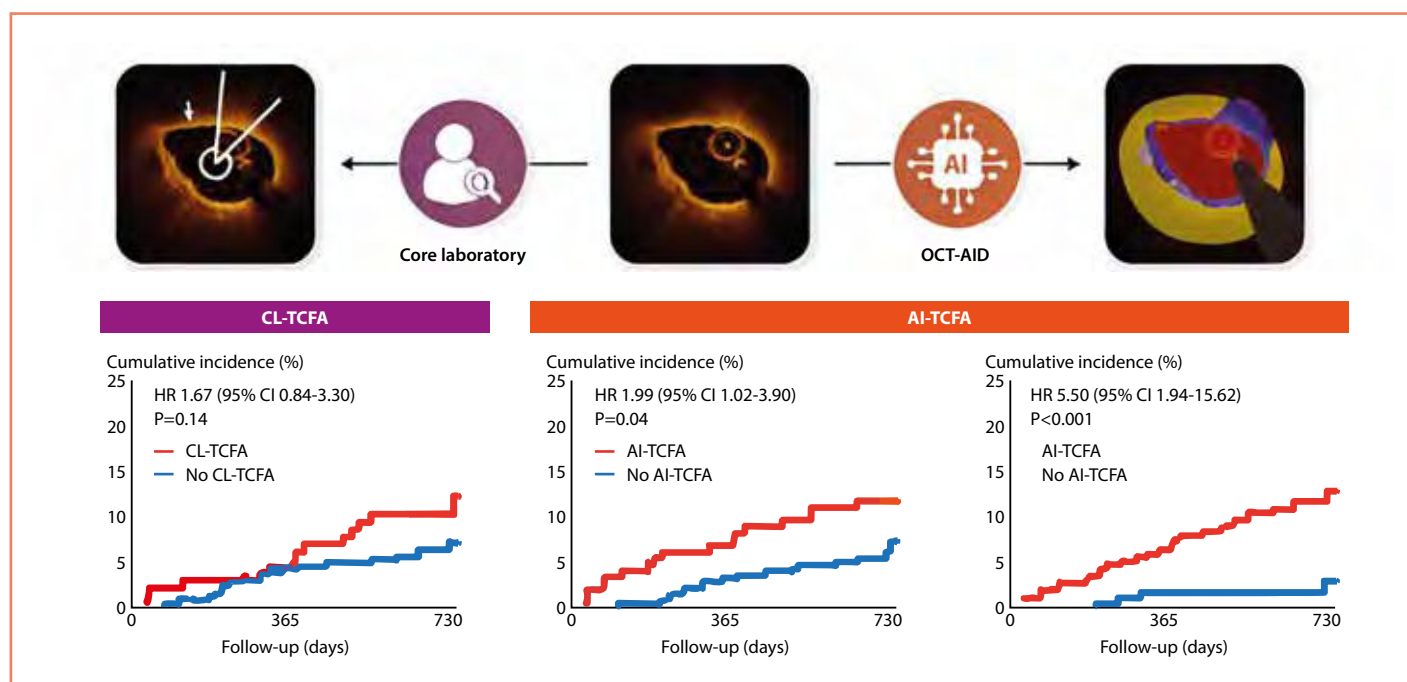 AI
Core laboratory
OCT-AID
CL-TCFA
AI-TCFA
Cumulative incidence (%)
25
20
15
10
5
0
HR 1.67 (95% CI 0.84-3.30)
P=0.14
CL-TCFA
No CL-TCFA
0
365
730
Follow-up (days)
Cumulative incidence (%)
25
20
15
10
5
0
HR 1.99 (95% CI 1.02-3.90)
P=0.04
AI-TCFA
No AI-TCFA
0
365
730
Follow-up (days)
Cumulative incidence (%)
25
20
15
10
5
0
HR 5.50 (95% CI 1.94-15.62)
P<0.001
AI-TCFA
No AI-TCFA
0
365
730
Follow-up (days)